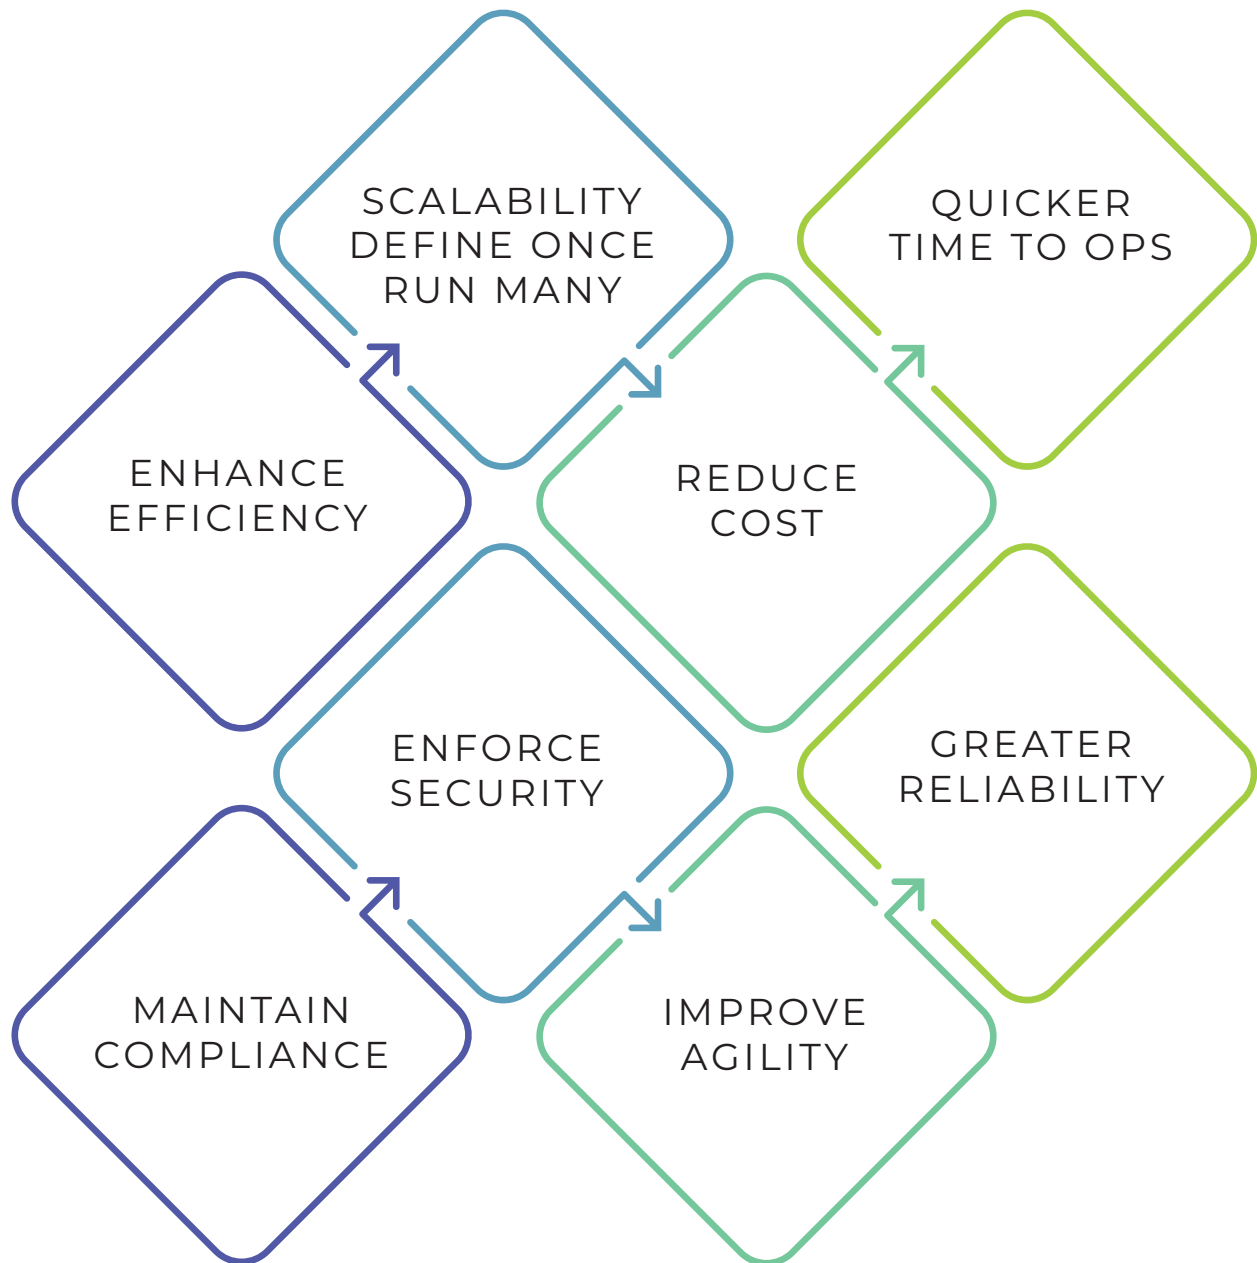 SCALABILITY
DEFINE ONCE
RUN MANY
QUICKER
TIME TO OPS
ENHANCE
EFFICIENCY
REDUCE
COST
ENFORCE
SECURITY
GREATER
RELIABILITY
MAINTAIN
COMPLIANCE
IMPROVE
AGILITY